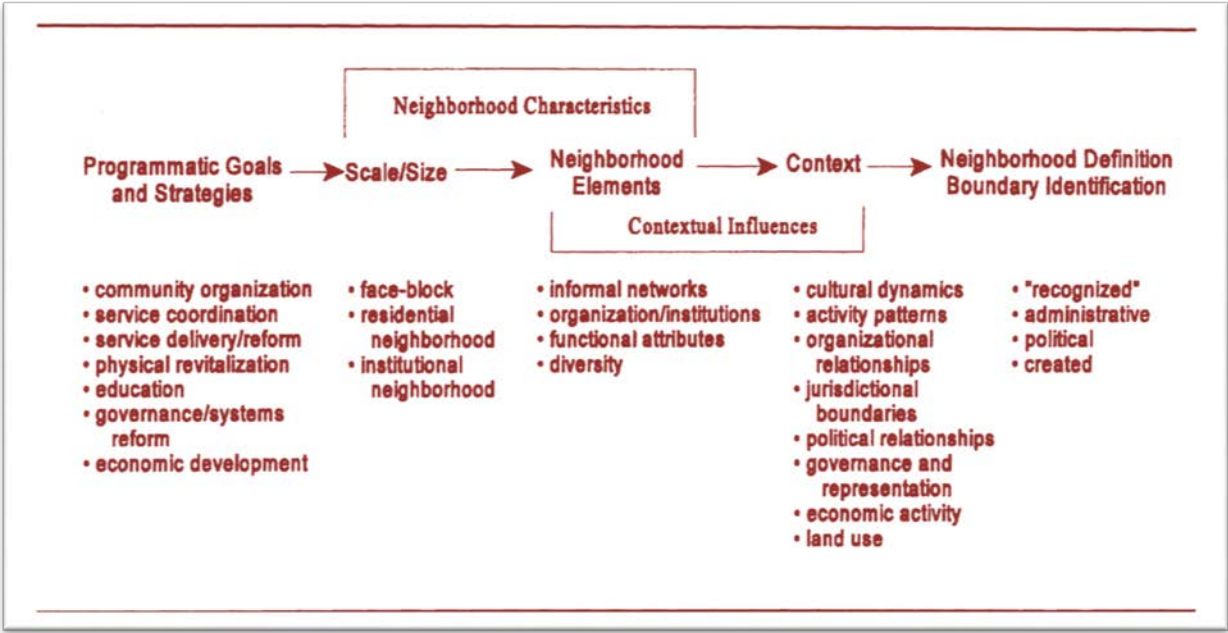 Neighborhood Characteristics
Programmatic Goals
and Strategies
Scale/Size
Neighborhood
Elements
Context
Neighborhood Definition
Boundary Identification
Contextual Influences
• community organization
• service coordination
• service delivery/reform
• physical revitalization
• education
• governance/systems
reform
• economic development
• face-block
• residential
neighborhood
• institutional
neighborhood
• informal networks
• organization/institutions
• functional attributes
• diversity
• cultural dynamics
• activity patterns
• organizational
relationships
• jurisdictional
boundaries
• political relationships
• governance and
representation
• economic activity
• land use
• "recognized"
• administrative
• political
• created